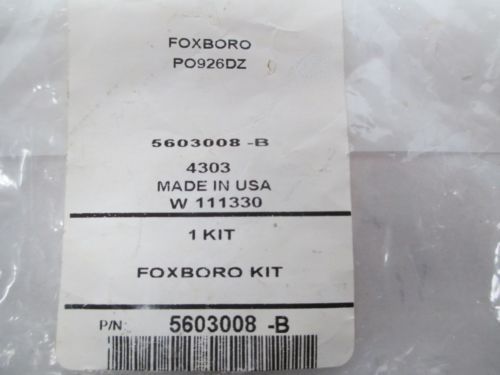 FOXBORO
PO926DZ
5603008 -B
4303
MADE IN USA
W 111330
1 KIT
FOXBORO KIT
P/N: 5603008 -B